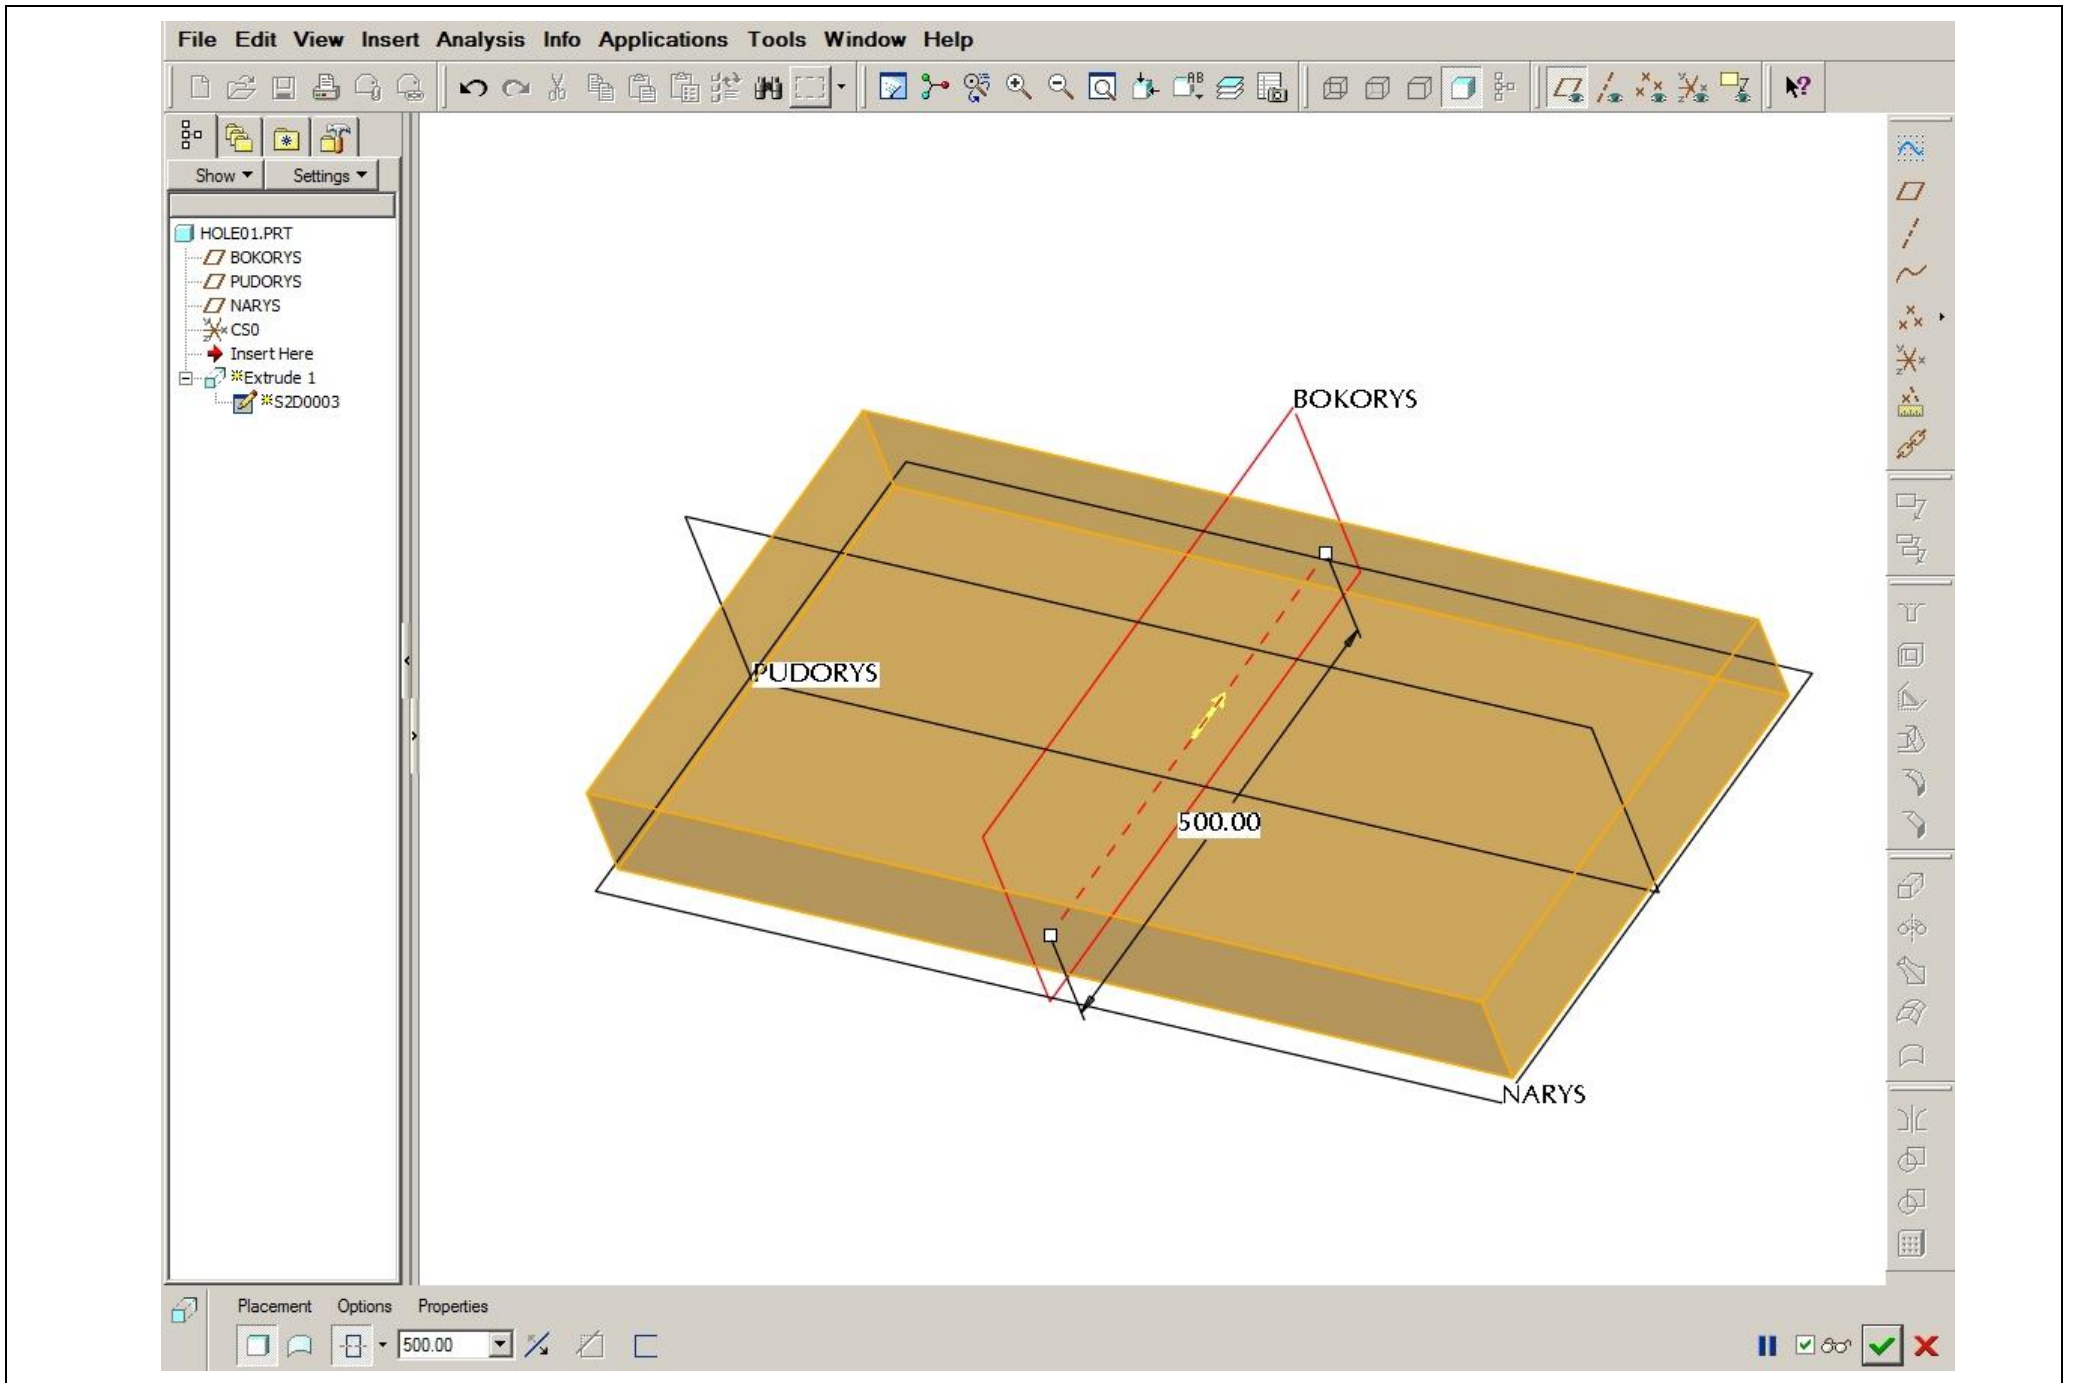 File Edit View Insert Analysis Info Applications Tools Window Help
Show Settings
HOLE01.PRT
BOKORYS
PUDORYS
NARYS
CS0
Insert Here
Extrude 1
S2D0003
BOKORYS
PUDORYS
500.00
NARYS
Placement Options Properties
500.00